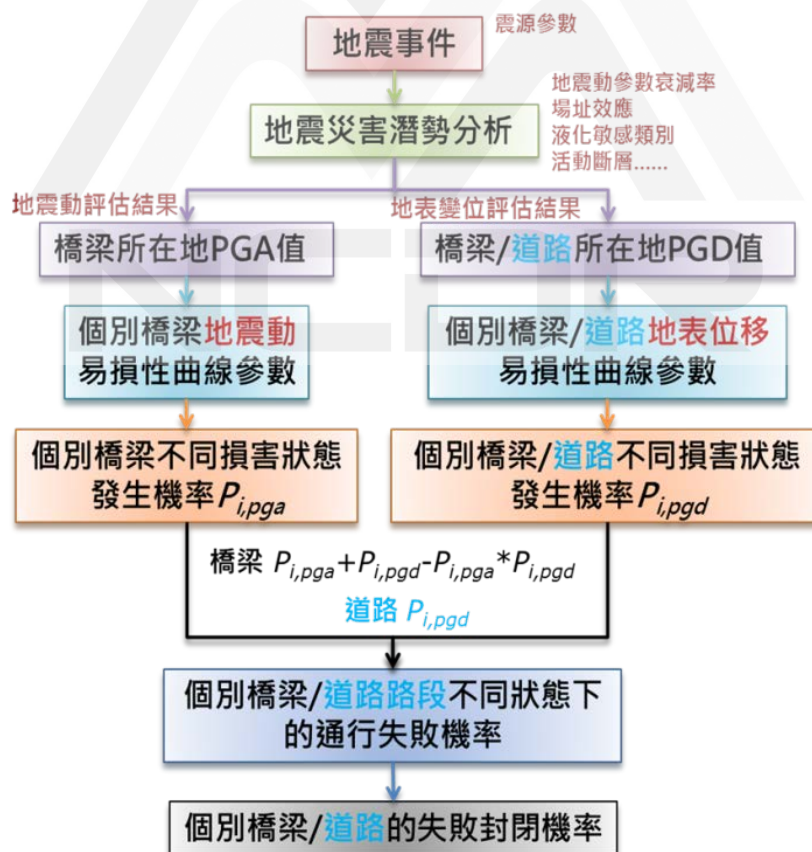 地震事件
震源參數
地震災害潛勢分析
地震動參數衰減率
場址效應
液化敏感類別
活動斷層......
地震動評估結果
地表變位評估結果
橋梁所在地PGA值
橋梁/道路所在地PGD值
個別橋梁地震動
易損性曲線參數
個別橋梁/道路地表位移
易損性曲線參數
個別橋梁不同損害狀態
發生機率Pi,pga
個別橋梁/道路不同損害狀態
發生機率Pi,pgd
橋梁 Pi,pga+Pi,pgd-Pi,pga*Pi,pgd
道路 Pi,pgd
個別橋梁/道路路段不同狀態下
的通行失敗機率
個別橋梁/道路的失敗封閉機率